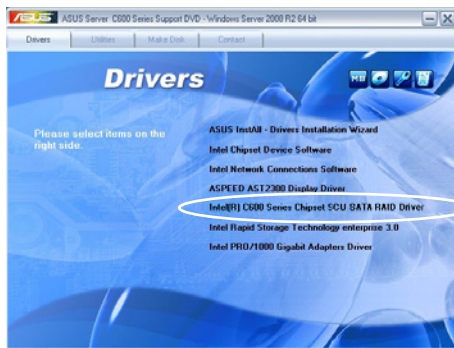 ASUS Server C600 Series Support DVD - Windows Server 2008 R2 64 bit
Drivers Utilities Make Disk Contact
Drivers
Please select items on the
right side.
ASUS InstAll - Drivers Installation Wizard
Intel Chipset Device Software
Intel Network Connections Software
ASPEED AST2300 Display Driver
Intel(R) C600 Series Chipset SCU SATA RAID Driver
Intel Rapid Storage Technology enterprise 3.0
Intel PRO/1000 Gigabit Adapters Driver